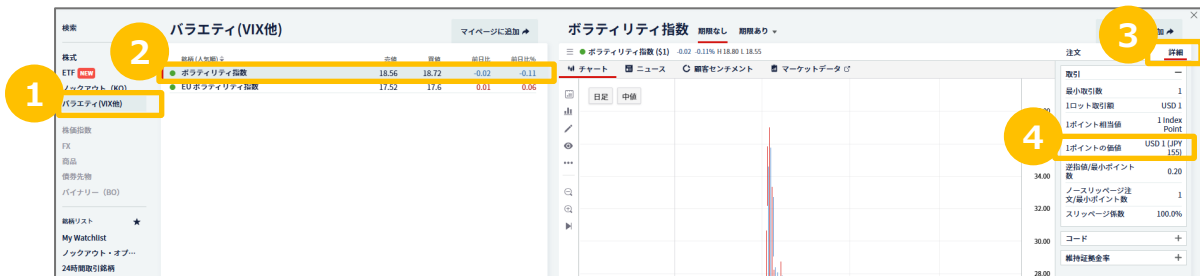 検索
株式
ETF NEW
ノックアウト (KO)
1
バラエティ(VIX他)
株価指数
FX
商品
債券先物
バイナリー (BO)
銘柄リスト ★
My Watchlist
ノックアウト・オプ…
24時間取引銘柄
バラエティ(VIX他)
マイページに追加
2
銘柄(人気順) 売値 買値 前日比 前日比%
ボラティリティ指数 18.56 18.72 -0.02 -0.11
EU ボラティリティ指数 17.52 17.6 0.01 0.06
ボラティリティ指数 期限なし 期限あり
ボラティリティ指数 ($1) -0.02 -0.11% H 18.80 L 18.55
チャート ニュース 顧客センチメント マーケットデータ
日足 中値
34.00
32.00
30.00
28.00
3
注文 詳細
取引 −
最小取引数 1
1ロット取引額 USD 1
1ポイント相当値 1 Index Point
4
1ポイントの価値 USD 1 (JPY 155)
逆指値/最小ポイント数 0.20
ノースリッページ注文/最小ポイント数 1
スリッページ係数 100.0%
コード +
維持証拠金率 +